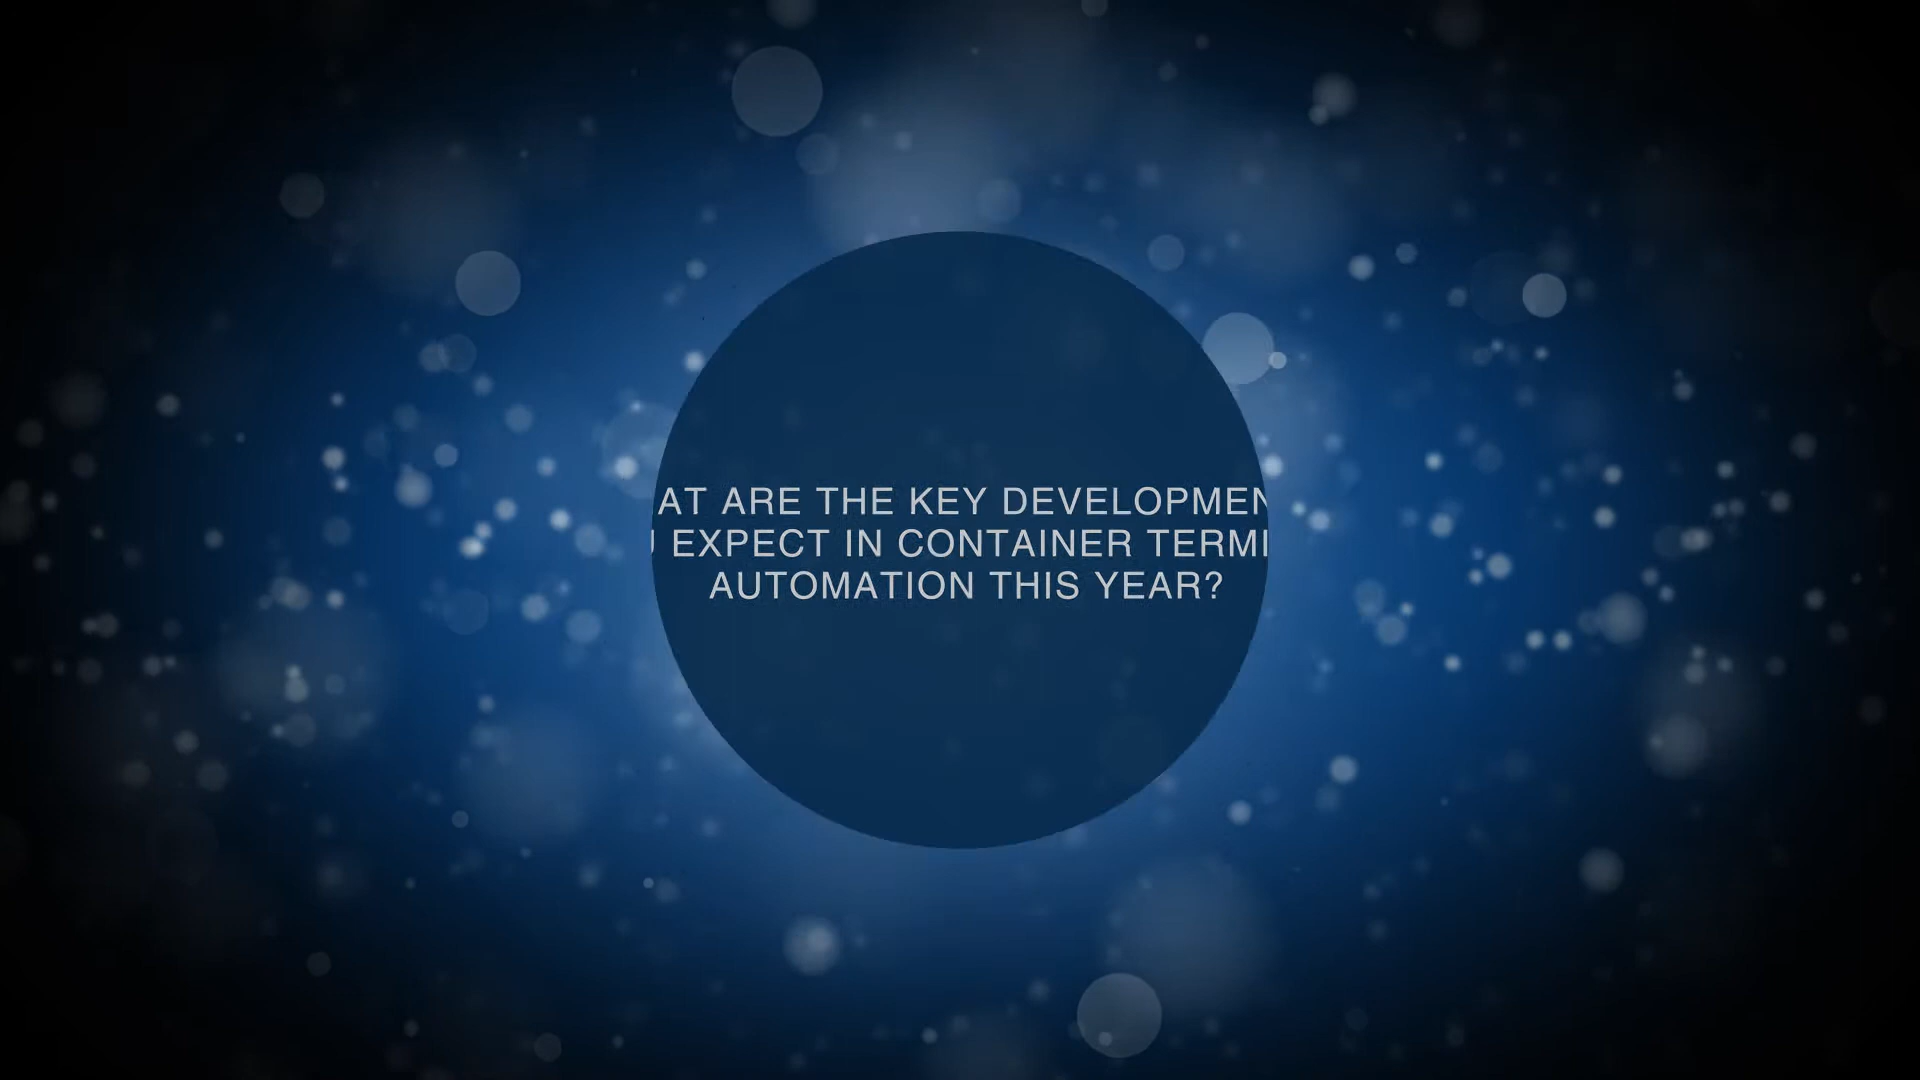 AT ARE THE KEY DEVELOPMEN
EXPECT IN CONTAINER TERMI
AUTOMATION THIS YEAR?